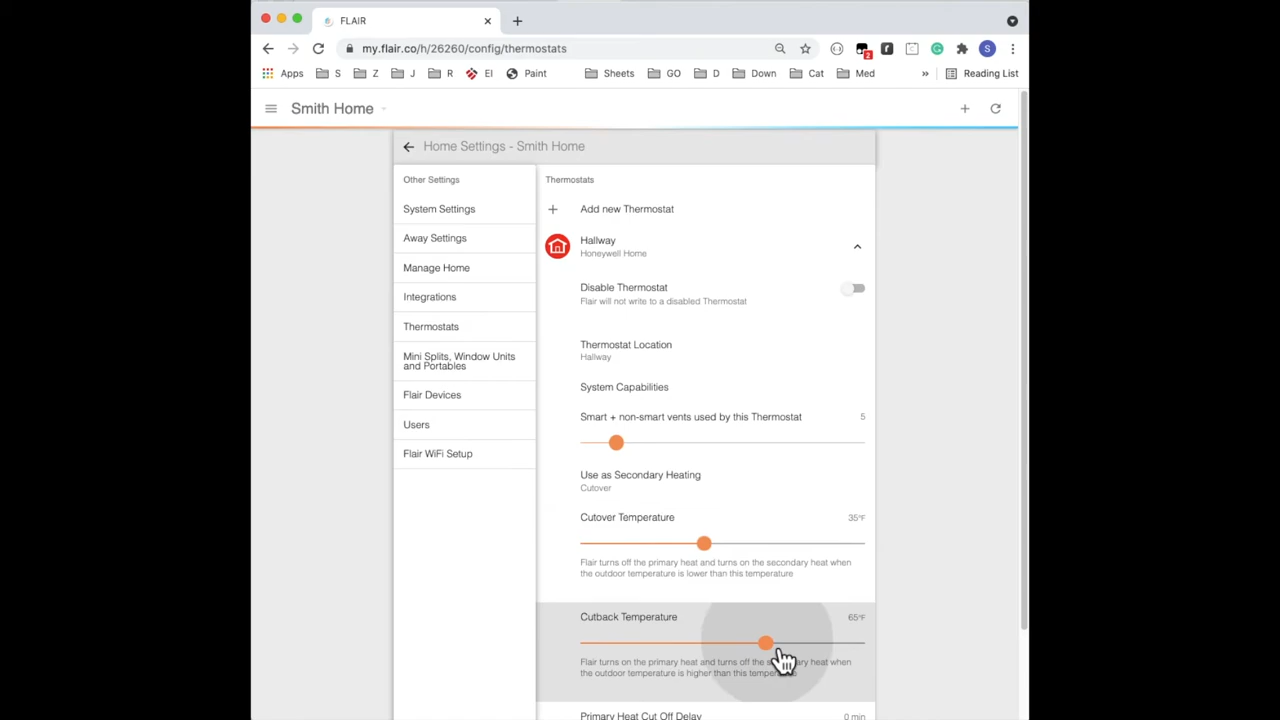 FLAIR
my.flair.co/h/26260/config/thermostats
2
S
Apps S Z J R El Paint Sheets GO D Down Cat Med » Reading List
Smith Home
Home Settings - Smith Home
Other Settings
System Settings
Away Settings
Manage Home
Integrations
Thermostats
Mini Splits, Window Units
and Portables
Flair Devices
Users
Flair WiFi Setup
Thermostats
Add new Thermostat
Hallway
Honeywell Home
Disable Thermostat
Flair will not write to a disabled Thermostat
Thermostat Location
Hallway
System Capabilities
Smart + non-smart vents used by this Thermostat 5
Use as Secondary Heating
Cutover
Cutover Temperature 35°F
Flair turns off the primary heat and turns on the secondary heat when
the outdoor temperature is lower than this temperature
Cutback Temperature 65°F
Flair turns on the primary heat and turns off the secondary heat when
the outdoor temperature is higher than this temperature
Primary Heat Cut Off Delay 0 min